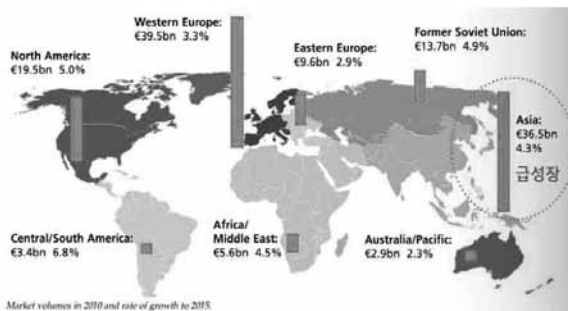 Western Europe:
€39.5bn 3.3%
Former Soviet Union:
€13.7bn 4.9%
North America:
€19.5bn 5.0%
Eastern Europe:
€9.6bn 2.9%
Asia:
€36.5bn
4.3%
급성장
Central/South America:
€3.4bn 6.8%
Africa/
Middle East:
€5.6bn 4.5%
Australia/Pacific:
€2.9bn 2.3%
Market volumes in 2010 and rate of growth to 2015.